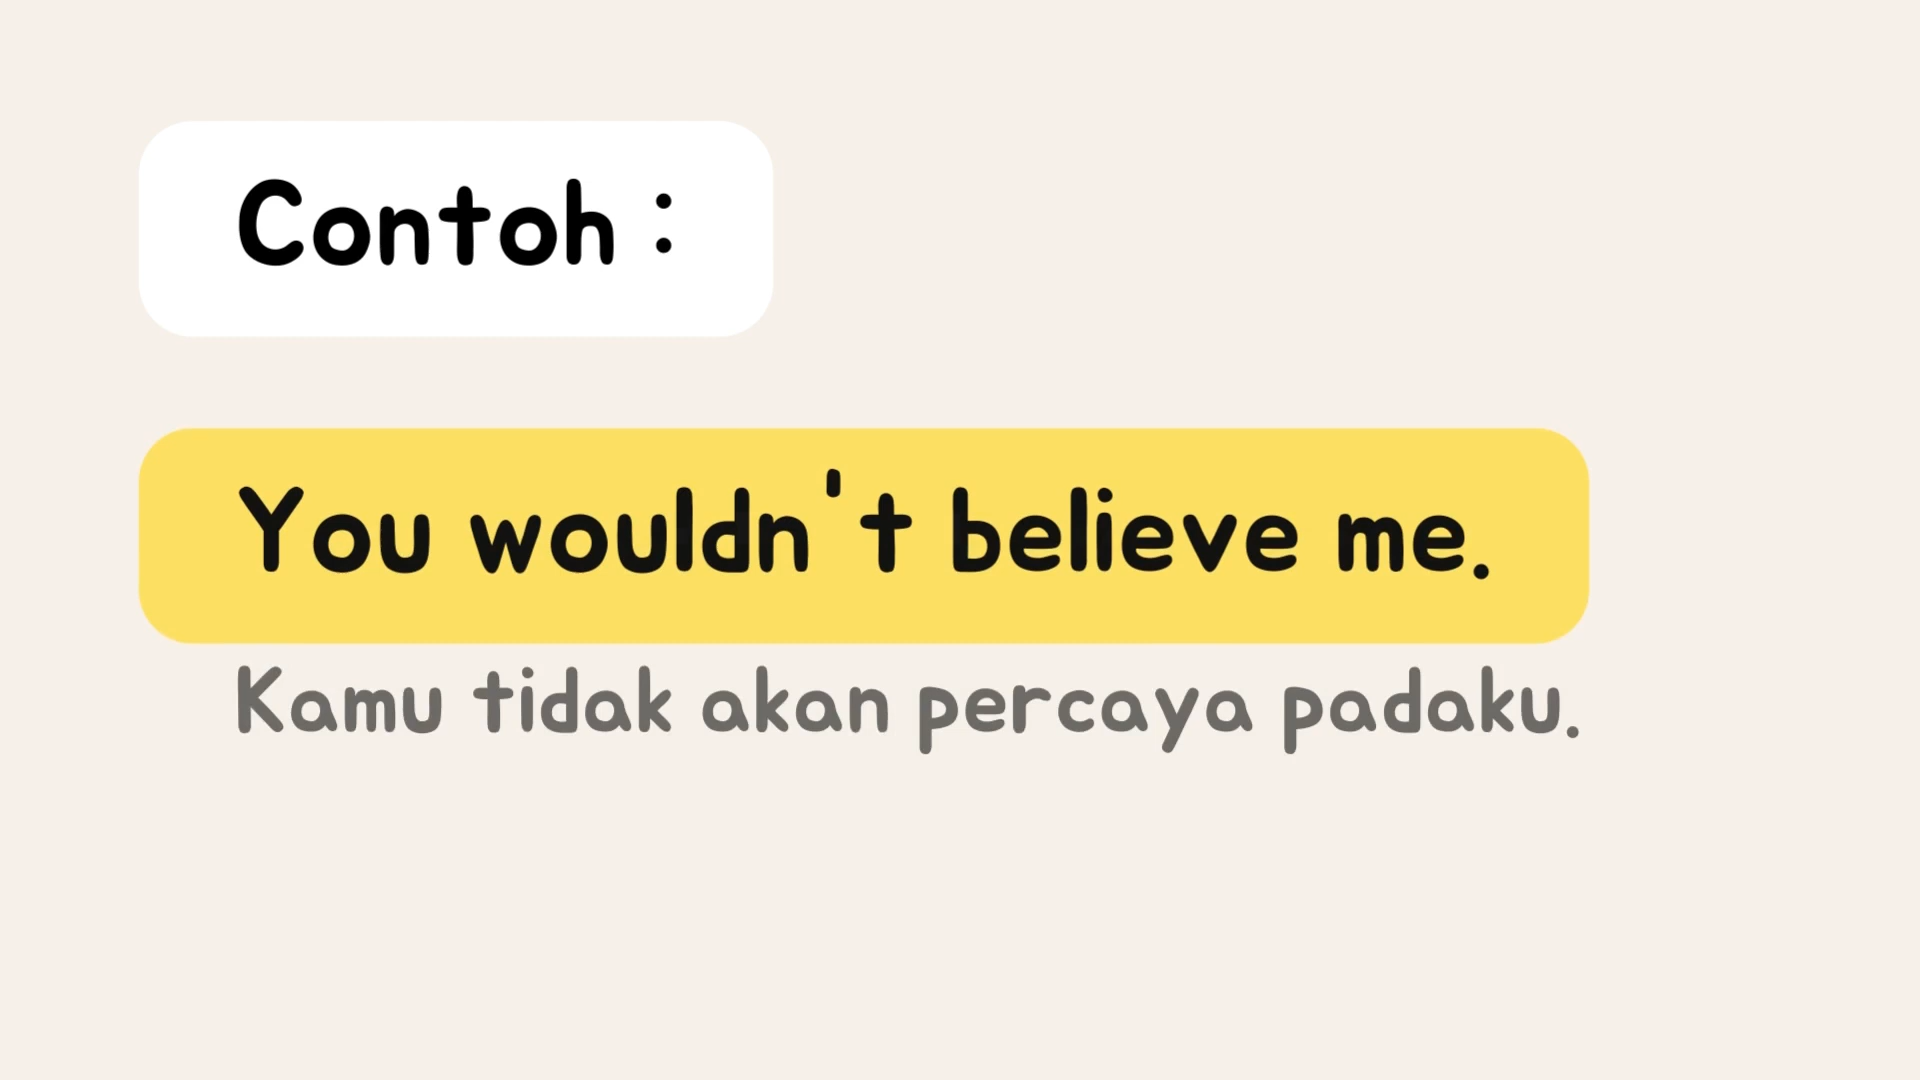 Contoh :
You wouldn't believe me.
Kamu tidak akan percaya padaku.